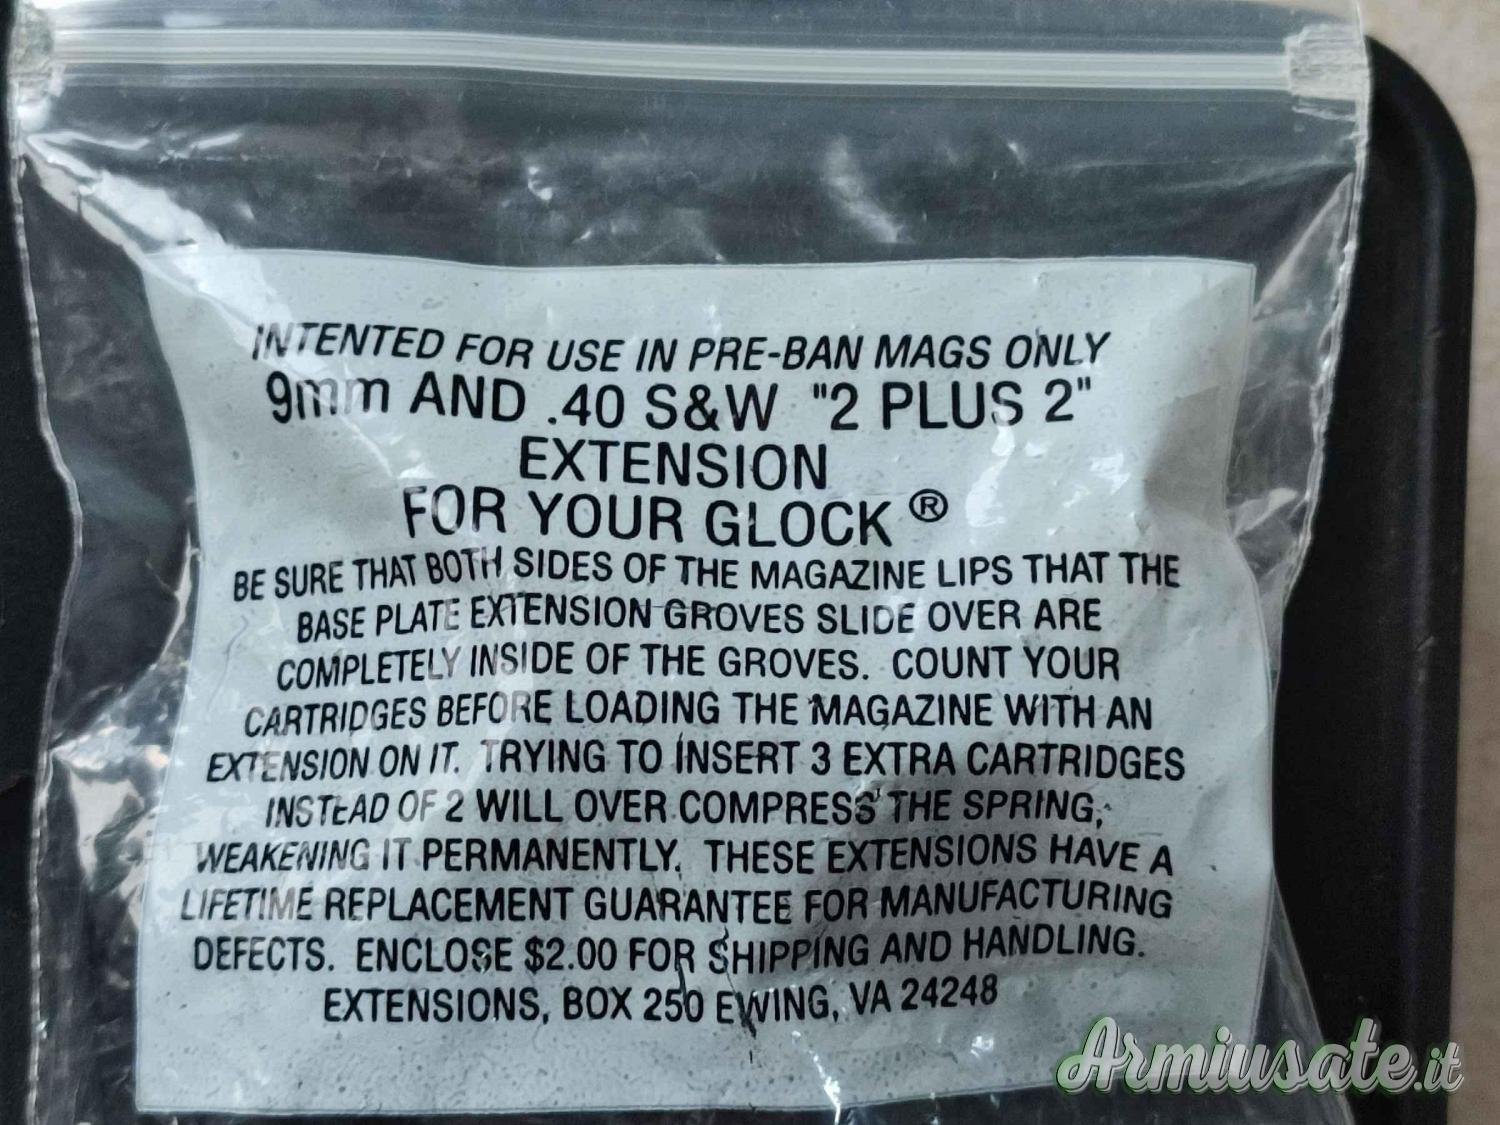 INTENTED FOR USE IN PRE-BAN MAGS ONLY
9mm AND .40 S&W "2 PLUS 2"
EXTENSION
FOR YOUR GLOCK ®
BE SURE THAT BOTH SIDES OF THE MAGAZINE LIPS THAT THE
BASE PLATE EXTENSION GROVES SLIDE OVER ARE
COMPLETELY INSIDE OF THE GROVES. COUNT YOUR
CARTRIDGES BEFORE LOADING THE MAGAZINE WITH AN
EXTENSION ON IT. TRYING TO INSERT 3 EXTRA CARTRIDGES
INSTEAD OF 2 WILL OVER COMPRESS THE SPRING,
WEAKENING IT PERMANENTLY. THESE EXTENSIONS HAVE A
LIFETIME REPLACEMENT GUARANTEE FOR MANUFACTURING
DEFECTS. ENCLOSE $2.00 FOR SHIPPING AND HANDLING.
EXTENSIONS, BOX 250 EWING, VA 24248
Armiusate.it